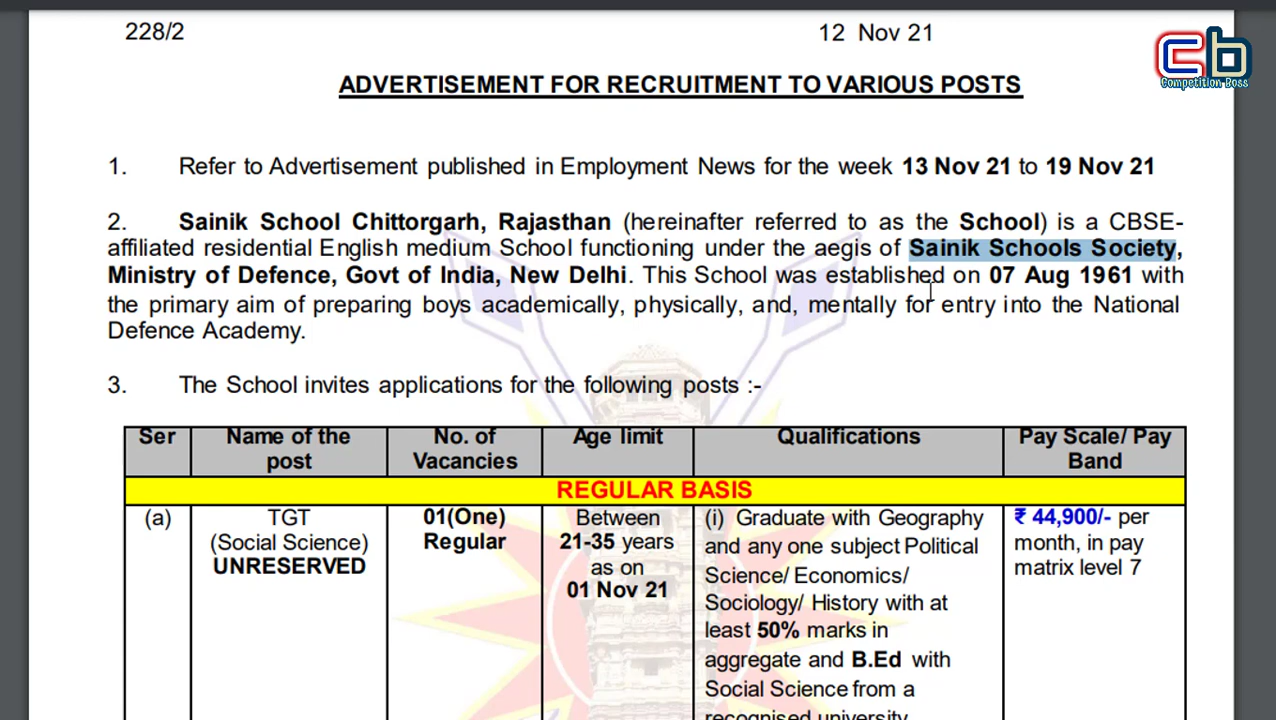 228/2 12 Nov 21
Competition Boss
ADVERTISEMENT FOR RECRUITMENT TO VARIOUS POSTS
1. Refer to Advertisement published in Employment News for the week 13 Nov 21 to 19 Nov 21
2. Sainik School Chittorgarh, Rajasthan (hereinafter referred to as the School) is a CBSE-
affiliated residential English medium School functioning under the aegis of Sainik Schools Society,
Ministry of Defence, Govt of India, New Delhi. This School was established on 07 Aug 1961 with
the primary aim of preparing boys academically, physically, and, mentally for entry into the National
Defence Academy.
3. The School invites applications for the following posts :-
Ser Name of the No. of Age limit Qualifications Pay Scale/ Pay
post Vacancies Band
REGULAR BASIS
(a) TGT 01(One) Between (i) Graduate with Geography ₹ 44,900/- per
(Social Science) Regular 21-35 years and any one subject Political month, in pay
UNRESERVED as on Science/ Economics/ matrix level 7
01 Nov 21 Sociology/ History with at
least 50% marks in
aggregate and B.Ed with
Social Science from a
recognised university